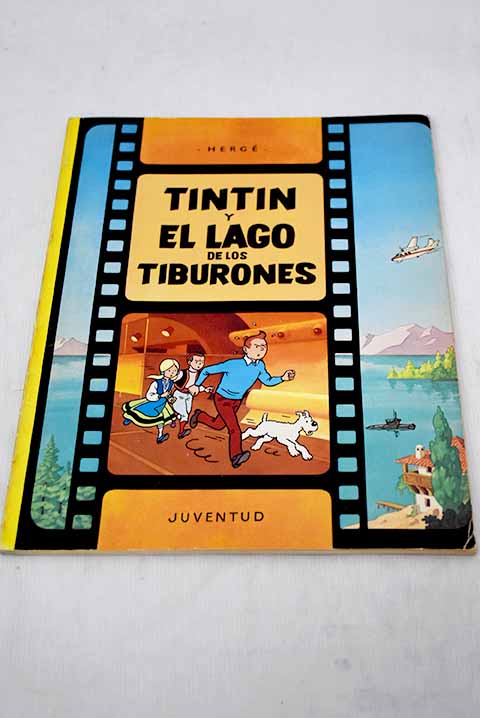 - HERGÉ -
TINTIN
Y
EL LAGO
DE LOS
TIBURONES
JUVENTUD